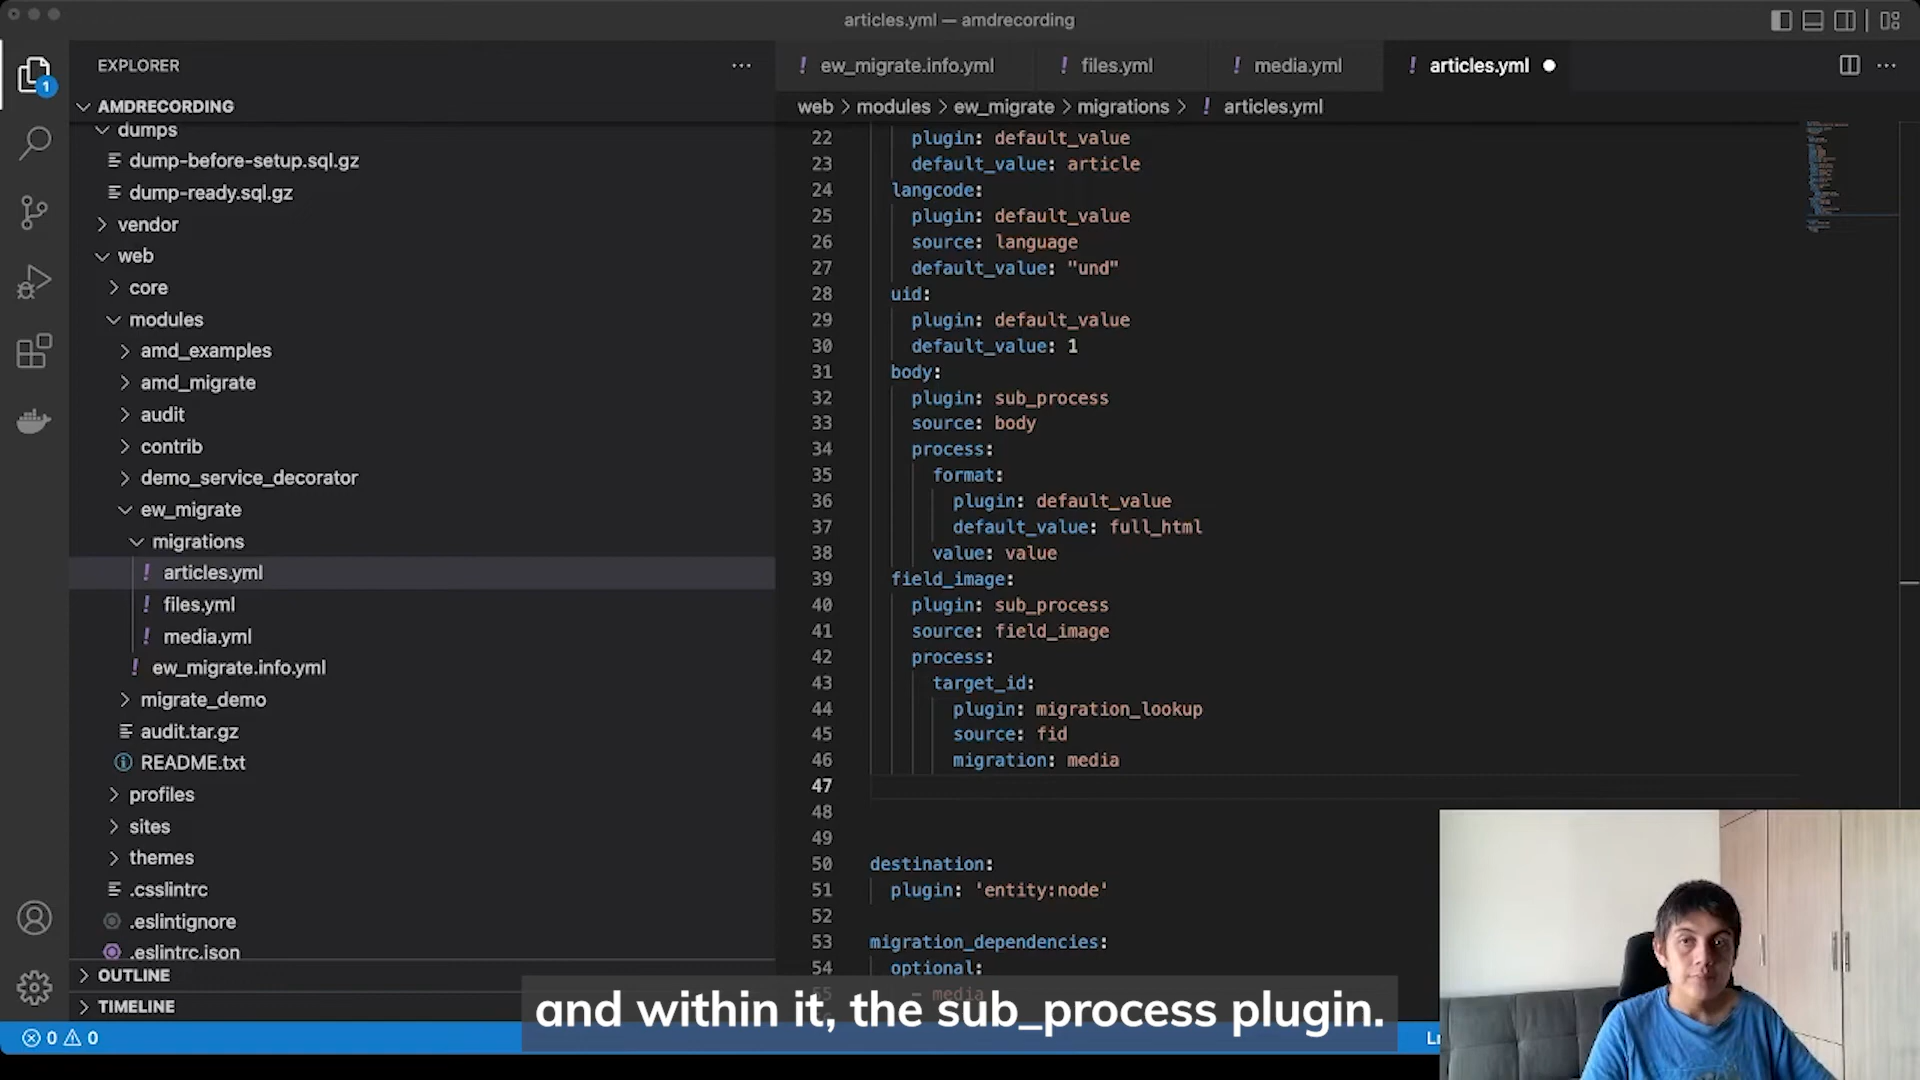 articles.yml — amdrecording
EXPLORER
1
AMDRECORDING
dumps
dump-before-setup.sql.gz
dump-ready.sql.gz
vendor
web
core
modules
amd_examples
amd_migrate
audit
contrib
demo_service_decorator
ew_migrate
migrations
! articles.yml
! files.yml
! media.yml
! ew_migrate.info.yml
migrate_demo
audit.tar.gz
README.txt
profiles
sites
themes
.csslintrc
.eslintignore
.eslintrc.json
OUTLINE
TIMELINE
0 0
! ew_migrate.info.yml ! files.yml ! media.yml ! articles.yml
web > modules > ew_migrate > migrations > ! articles.yml
22 plugin: default_value
23 default_value: article
24 langcode:
25 plugin: default_value
26 source: language
27 default_value: "und"
28 uid:
29 plugin: default_value
30 default_value: 1
31 body:
32 plugin: sub_process
33 source: body
34 process:
35 format:
36 plugin: default_value
37 default_value: full_html
38 value: value
39 field_image:
40 plugin: sub_process
41 source: field_image
42 process:
43 target_id:
44 plugin: migration_lookup
45 source: fid
46 migration: media
47
48
49
50 destination:
51 plugin: 'entity:node'
52
53 migration_dependencies:
54 optional:
55 - media
and within it, the sub_process plugin.